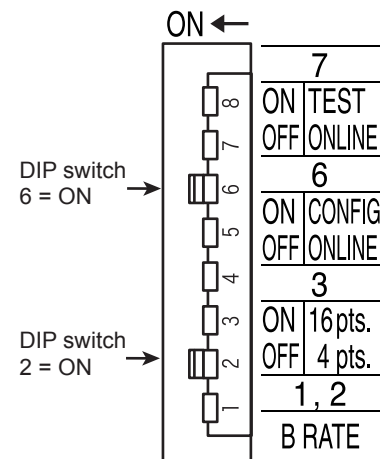 ON
DIP switch
6 = ON
DIP switch
2 = ON
8
7
6
5
4
3
2
1
7
ON TEST
OFF ONLINE
6
ON CONFIG
OFF ONLINE
3
ON 16 pts.
OFF 4 pts.
1, 2
B RATE